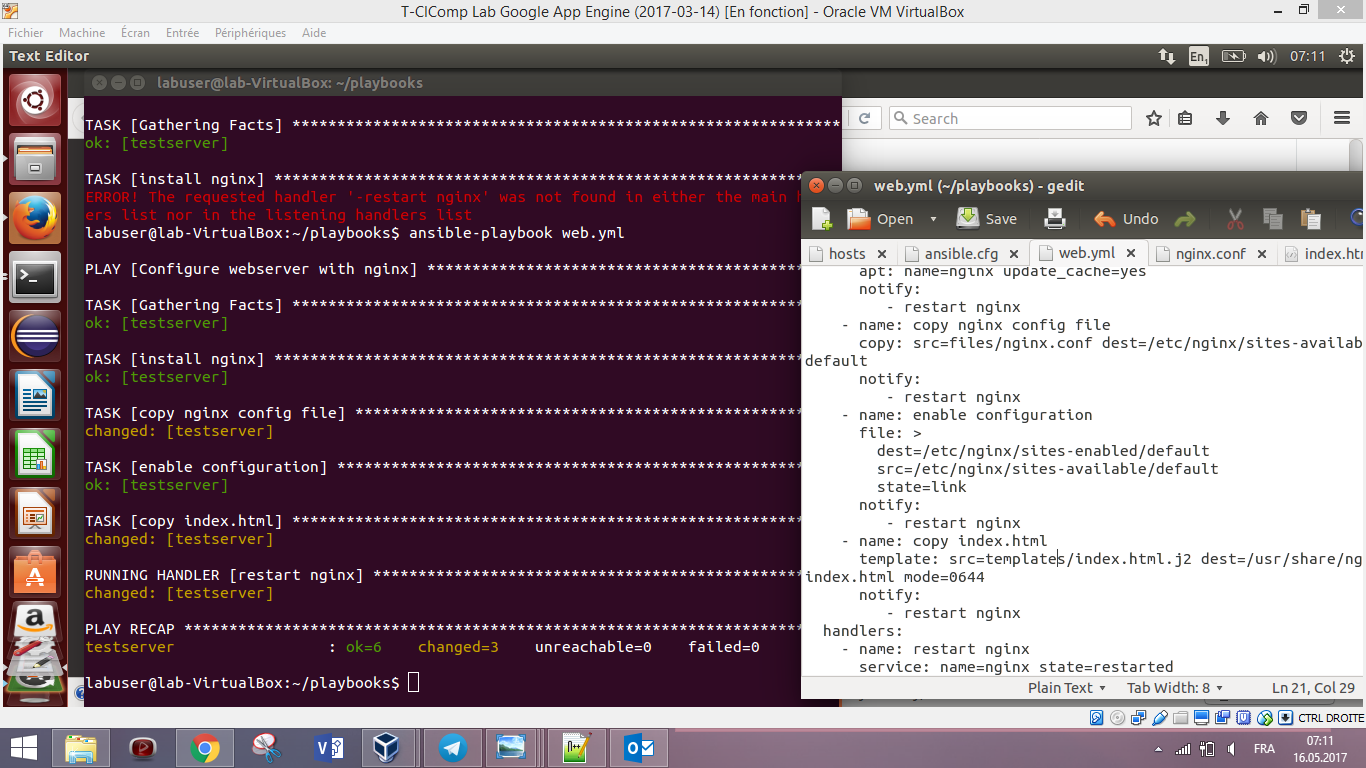 T-ClComp Lab Google App Engine (2017-03-14) [En fonction] - Oracle VM VirtualBox
Fichier Machine Écran Entrée Périphériques Aide
Text Editor
En1 07:11
labuser@lab-VirtualBox: ~/playbooks
Search
TASK [Gathering Facts] *************************************************************
ok: [testserver]
TASK [install nginx] ***********************************************************
ERROR! The requested handler '-restart nginx' was not found in either the main h
ers list nor in the listening handlers list
labuser@lab-VirtualBox:~/playbooks$ ansible-playbook web.yml
PLAY [Configure webserver with nginx] ******************************************
TASK [Gathering Facts] *********************************************************
ok: [testserver]
TASK [install nginx] ***********************************************************
ok: [testserver]
TASK [copy nginx config file] **************************************************
changed: [testserver]
TASK [enable configuration] ****************************************************
ok: [testserver]
TASK [copy index.html] *********************************************************
changed: [testserver]
RUNNING HANDLER [restart nginx] ************************************************
changed: [testserver]
PLAY RECAP *********************************************************************
testserver : ok=6 changed=3 unreachable=0 failed=0
labuser@lab-VirtualBox:~/playbooks$
web.yml (~/playbooks) - gedit
Open Save Undo
hosts ansible.cfg web.yml nginx.conf index.htm
apt: name=nginx update_cache=yes
notify:
- restart nginx
- name: copy nginx config file
copy: src=files/nginx.conf dest=/etc/nginx/sites-availab
default
notify:
- restart nginx
- name: enable configuration
file: >
dest=/etc/nginx/sites-enabled/default
src=/etc/nginx/sites-available/default
state=link
notify:
- restart nginx
- name: copy index.html
template: src=templates/index.html.j2 dest=/usr/share/ng
index.html mode=0644
notify:
- restart nginx
handlers:
- name: restart nginx
service: name=nginx state=restarted
Plain Text Tab Width: 8 Ln 21, Col 29
CTRL DROITE
FRA 07:11
16.05.2017